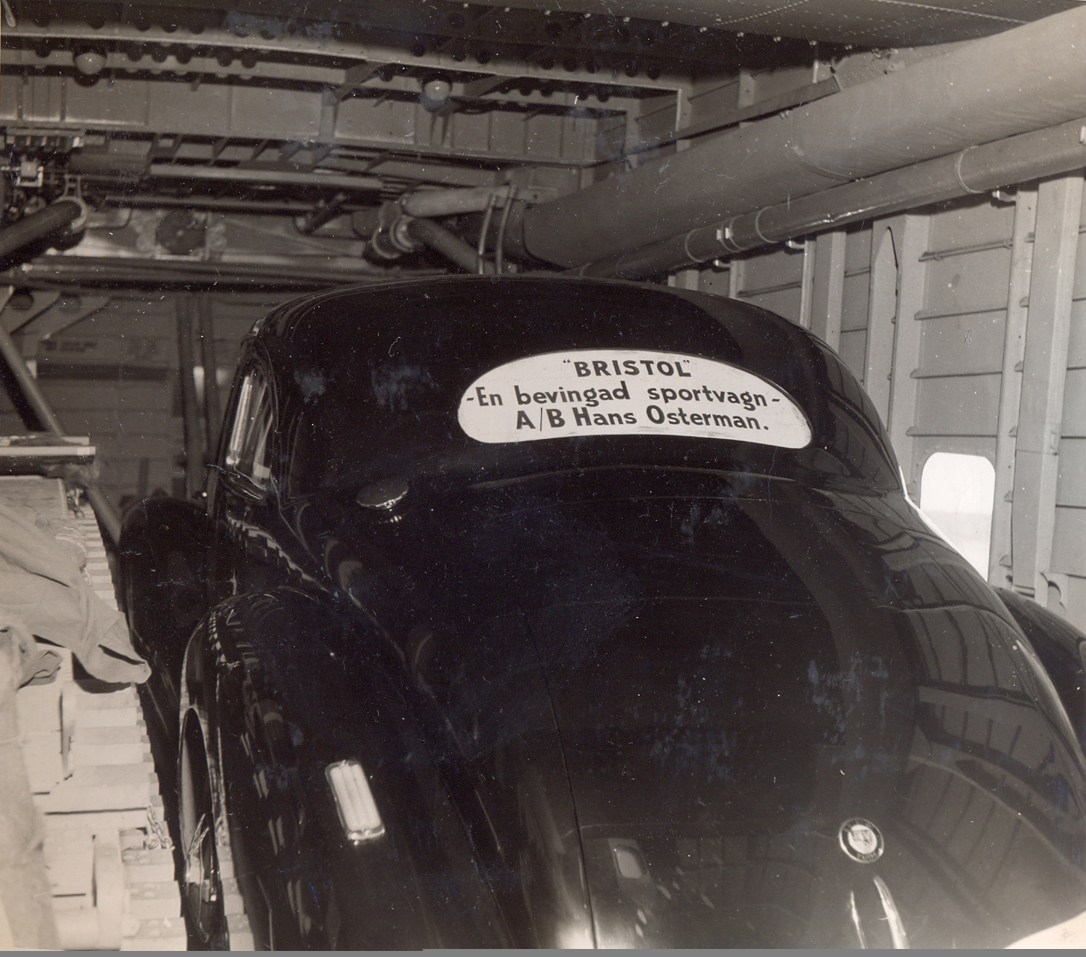 "BRISTOL"
-En bevingad sportvagn-
A/B Hans Osterman.